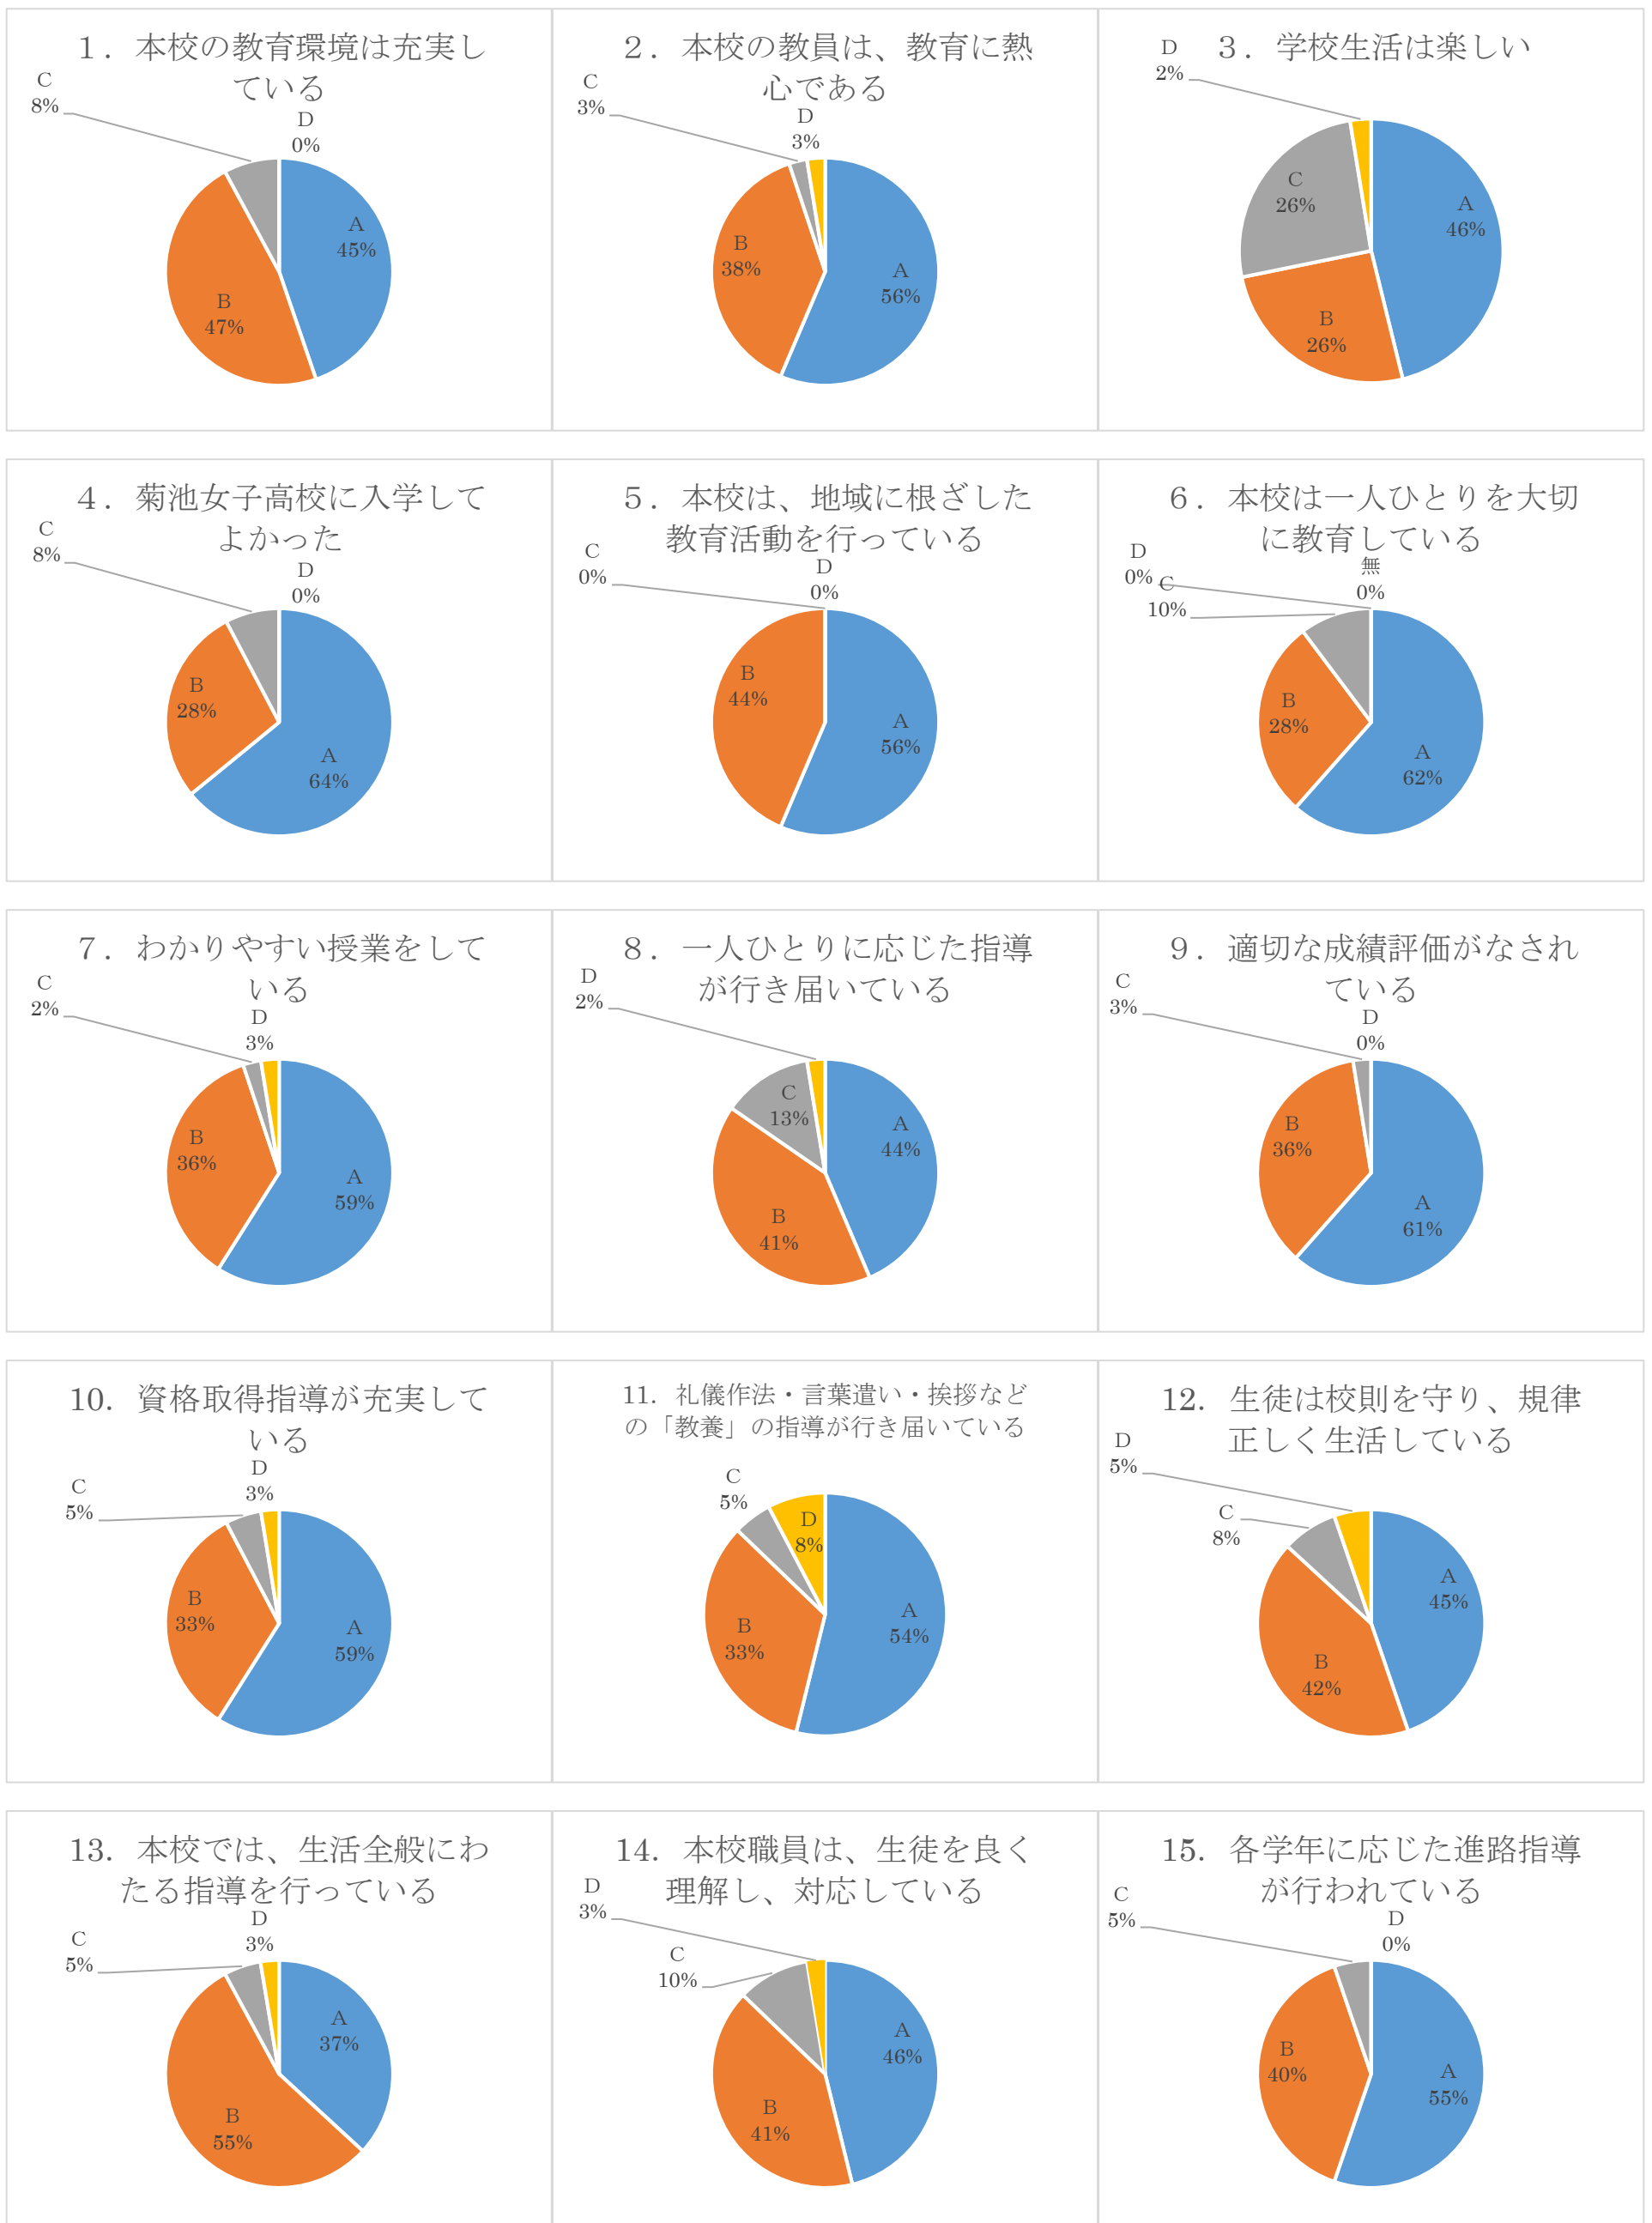 １．本校の教育環境は充実し
ている
C
8%
D
0%
A
45%
B
47%
２．本校の教員は、教育に熱
心である
C
3%
D
3%
B
38%
A
56%
３．学校生活は楽しい
D
2%
C
26%
A
46%
B
26%
４．菊池女子高校に入学して
よかった
C
8%
D
0%
B
28%
A
64%
５．本校は、地域に根ざした
教育活動を行っている
C
0%
D
0%
B
44%
A
56%
６．本校は一人ひとりを大切
に教育している
D
0%
C
10%
無
0%
B
28%
A
62%
７．わかりやすい授業をして
いる
C
2%
D
3%
B
36%
A
59%
８．一人ひとりに応じた指導
が行き届いている
D
2%
C
13%
A
44%
B
41%
９．適切な成績評価がなされ
ている
C
3%
D
0%
B
36%
A
61%
10．資格取得指導が充実して
いる
C
5%
D
3%
B
33%
A
59%
11．礼儀作法・言葉遣い・挨拶など
の「教養」の指導が行き届いている
C
5%
D
8%
B
33%
A
54%
12．生徒は校則を守り、規律
正しく生活している
D
5%
C
8%
A
45%
B
42%
13．本校では、生活全般にわ
たる指導を行っている
C
5%
D
3%
A
37%
B
55%
14．本校職員は、生徒を良く
理解し、対応している
D
3%
C
10%
A
46%
B
41%
15．各学年に応じた進路指導
が行われている
C
5%
D
0%
B
40%
A
55%